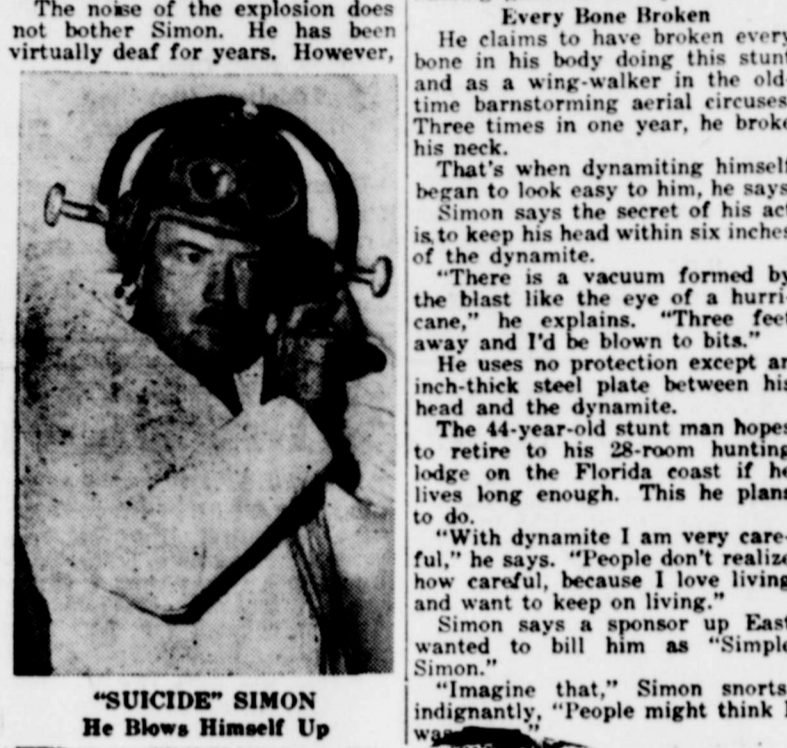 The noise of the explosion does
not bother Simon. He has been
virtually deaf for years. However,
"SUICIDE" SIMON
He Blows Himself Up
Every Bone Broken
He claims to have broken every
bone in his body doing this stunt
and as a wing-walker in the old-
time barnstorming aerial circuses.
Three times in one year, he broke
his neck.
That's when dynamiting himself
began to look easy to him, he says.
Simon says the secret of his act
is to keep his head within six inches
of the dynamite.
"There is a vacuum formed by
the blast like the eye of a hurri-
cane," he explains. "Three feet
away and I'd be blown to bits."
He uses no protection except an
inch-thick steel plate between his
head and the dynamite.
The 44-year-old stunt man hopes
to retire to his 28-room hunting
lodge on the Florida coast if he
lives long enough. This he plans
to do.
"With dynamite I am very care-
ful," he says. "People don't realize
how careful, because I love living
and want to keep on living."
Simon says a sponsor up East
wanted to bill him as "Simple
Simon."
"Imagine that," Simon snorts
indignantly, "People might think I